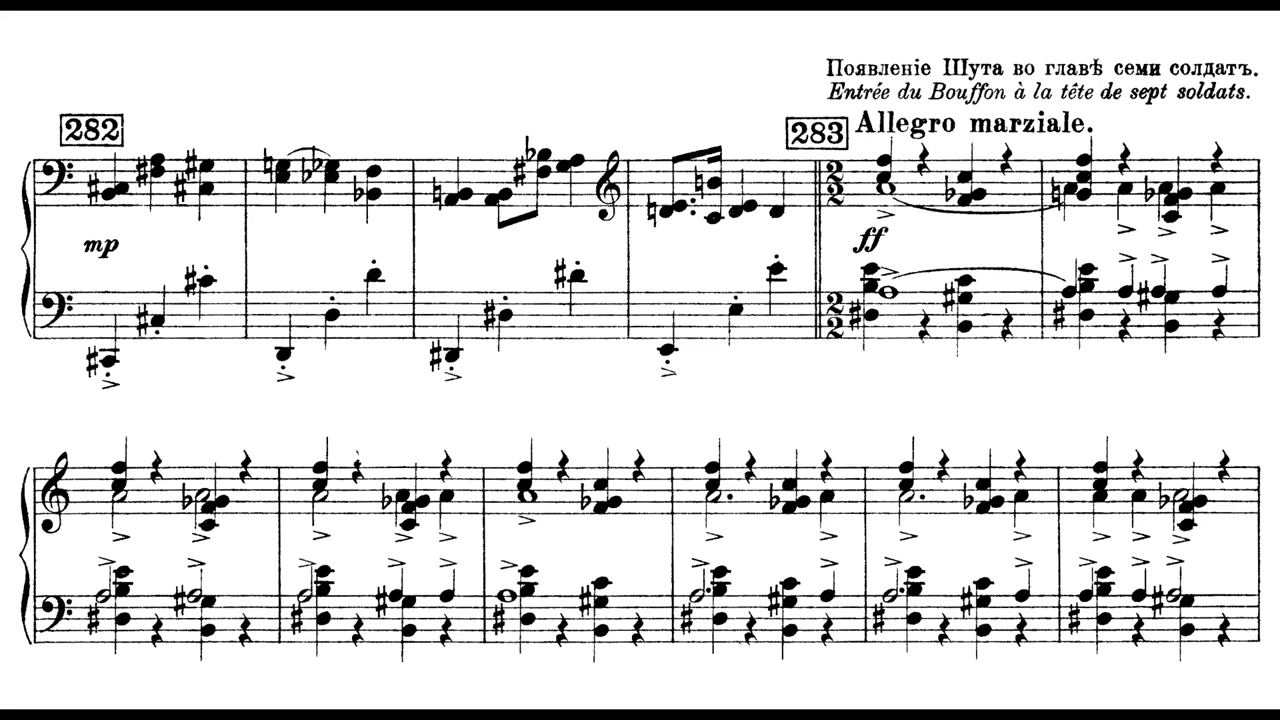 Появленіе Шута во главѣ семи солдатъ.
Entrée du Bouffon à la tête de sept soldats.
282
283 Allegro marziale.
mp
ff